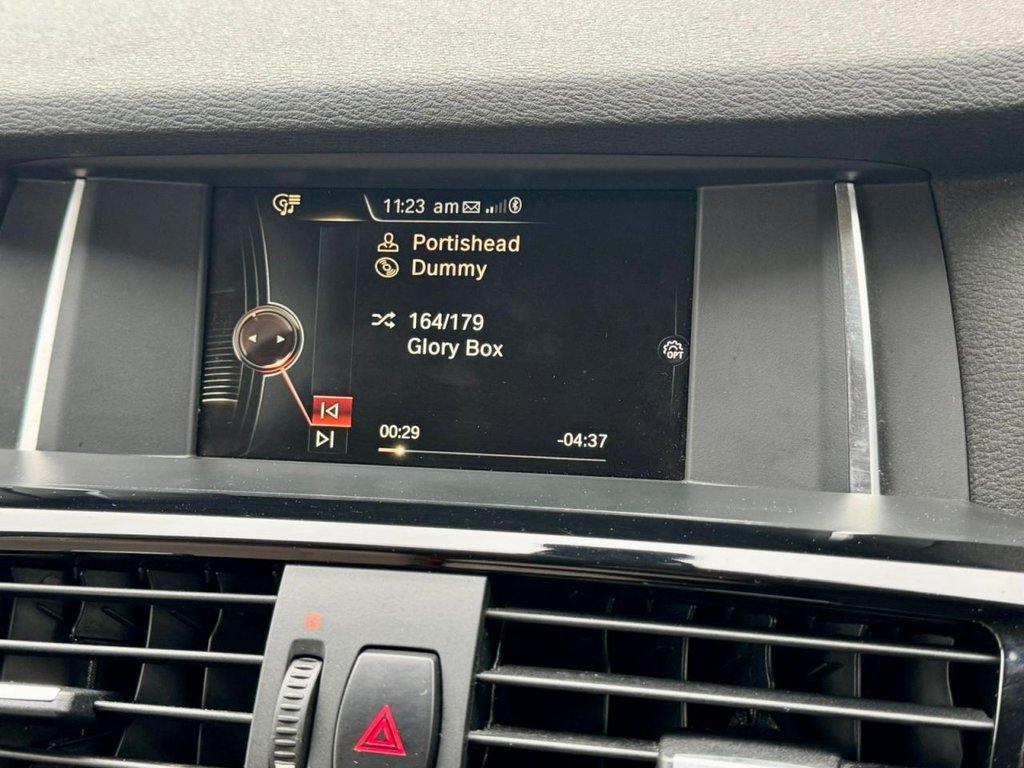 11:23 am
Portishead
Dummy
164/179
Glory Box
OPT
00:29 -04:37